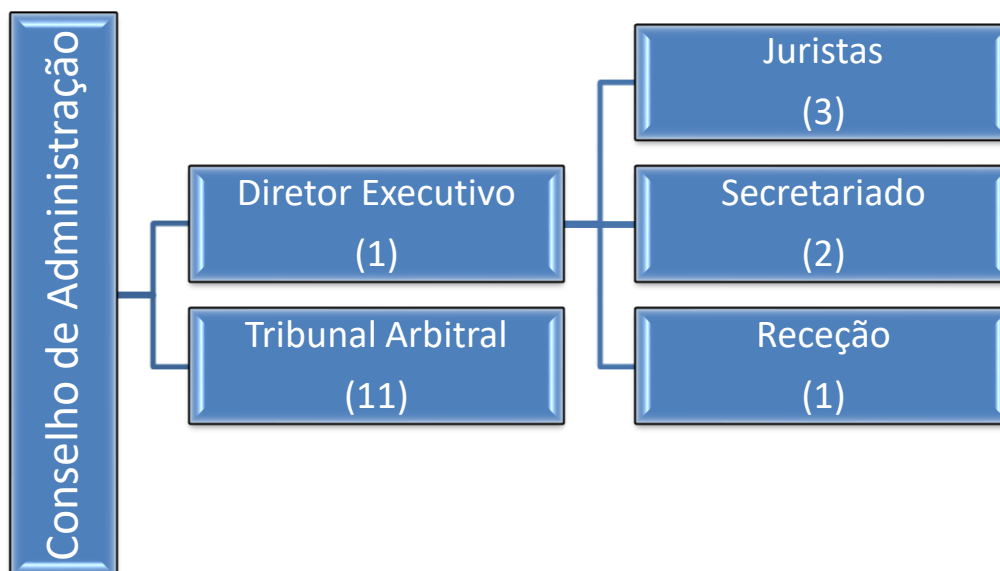 Conselho de Administração
Diretor Executivo
(1)
Tribunal Arbitral
(11)
Juristas
(3)
Secretariado
(2)
Receção
(1)